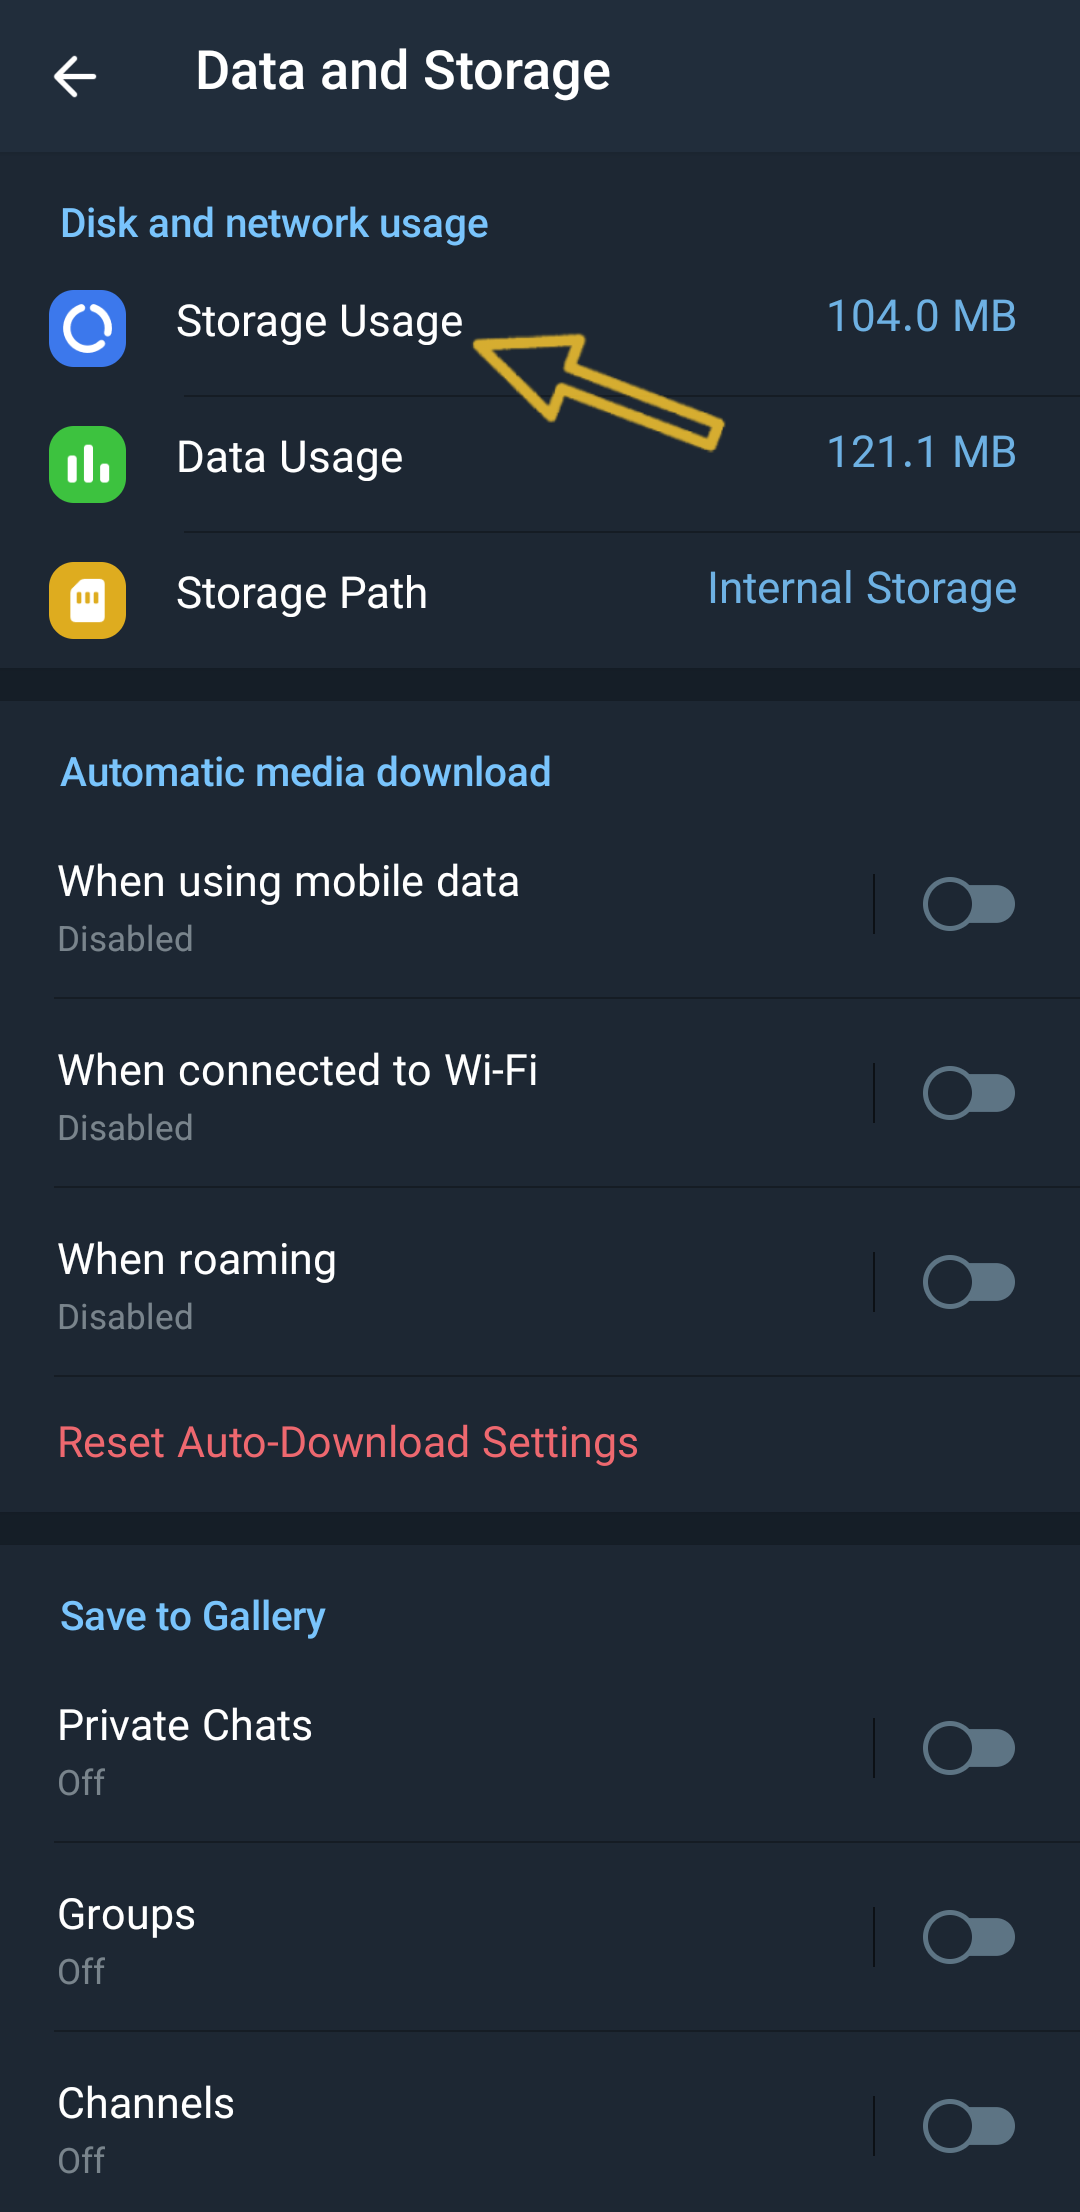 Data and Storage
Disk and network usage
Storage Usage 104.0 MB
Data Usage 121.1 MB
Storage Path Internal Storage
Automatic media download
When using mobile data
Disabled
When connected to Wi-Fi
Disabled
When roaming
Disabled
Reset Auto-Download Settings
Save to Gallery
Private Chats
Off
Groups
Off
Channels
Off